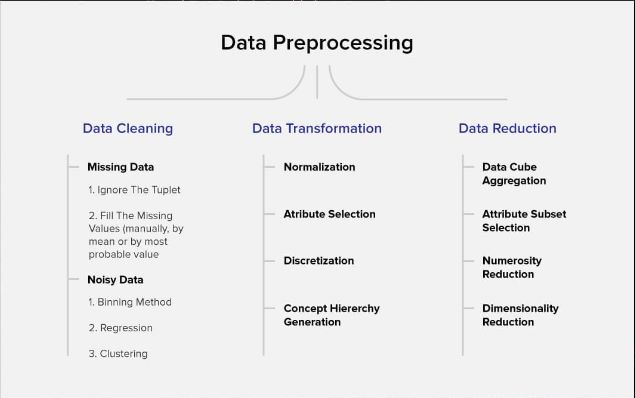 Data Preprocessing
Data Cleaning
Missing Data
1. Ignore The Tuplet
2. Fill The Missing
Values (manually, by
mean or by most
probable value
Noisy Data
1. Binning Method
2. Regression
3. Clustering
Data Transformation
Normalization
Atribute Selection
Discretization
Concept Hiererchy
Generation
Data Reduction
Data Cube
Aggregation
Attribute Subset
Selection
Numerosity
Reduction
Dimensionality
Reduction